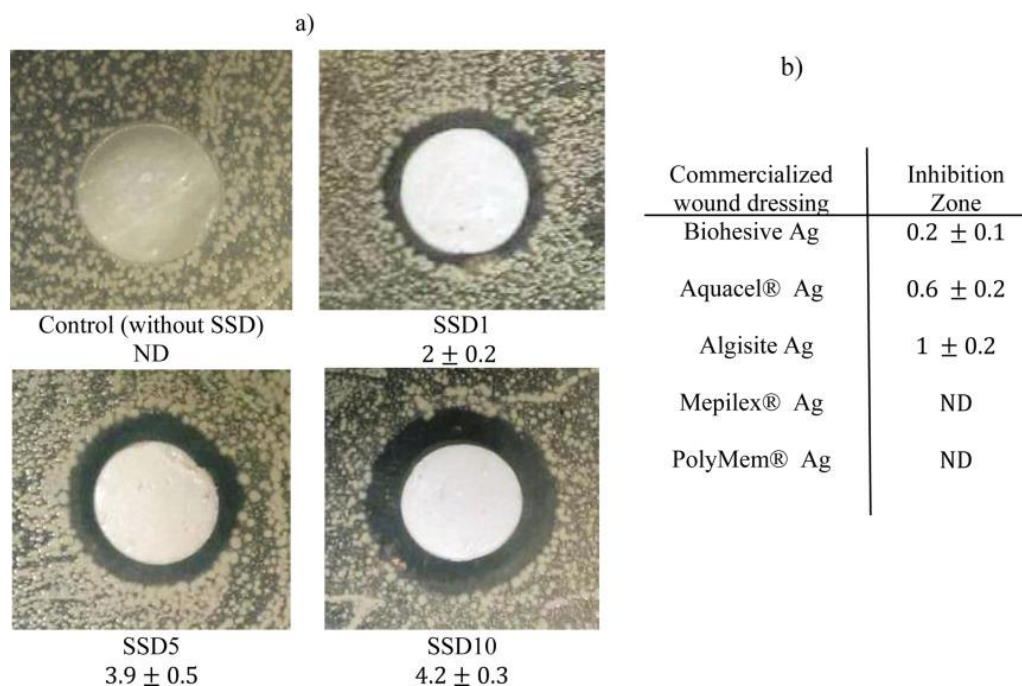 a)
Control (without SSD)
ND
SSD1
2 ± 0.2
SSD5
3.9 ± 0.5
SSD10
4.2 ± 0.3
b)
Commercialized wound dressing
Inhibition Zone
Biohesive Ag 0.2 ± 0.1
Aquacel® Ag 0.6 ± 0.2
Algisite Ag 1 ± 0.2
Mepilex® Ag ND
PolyMem® Ag ND